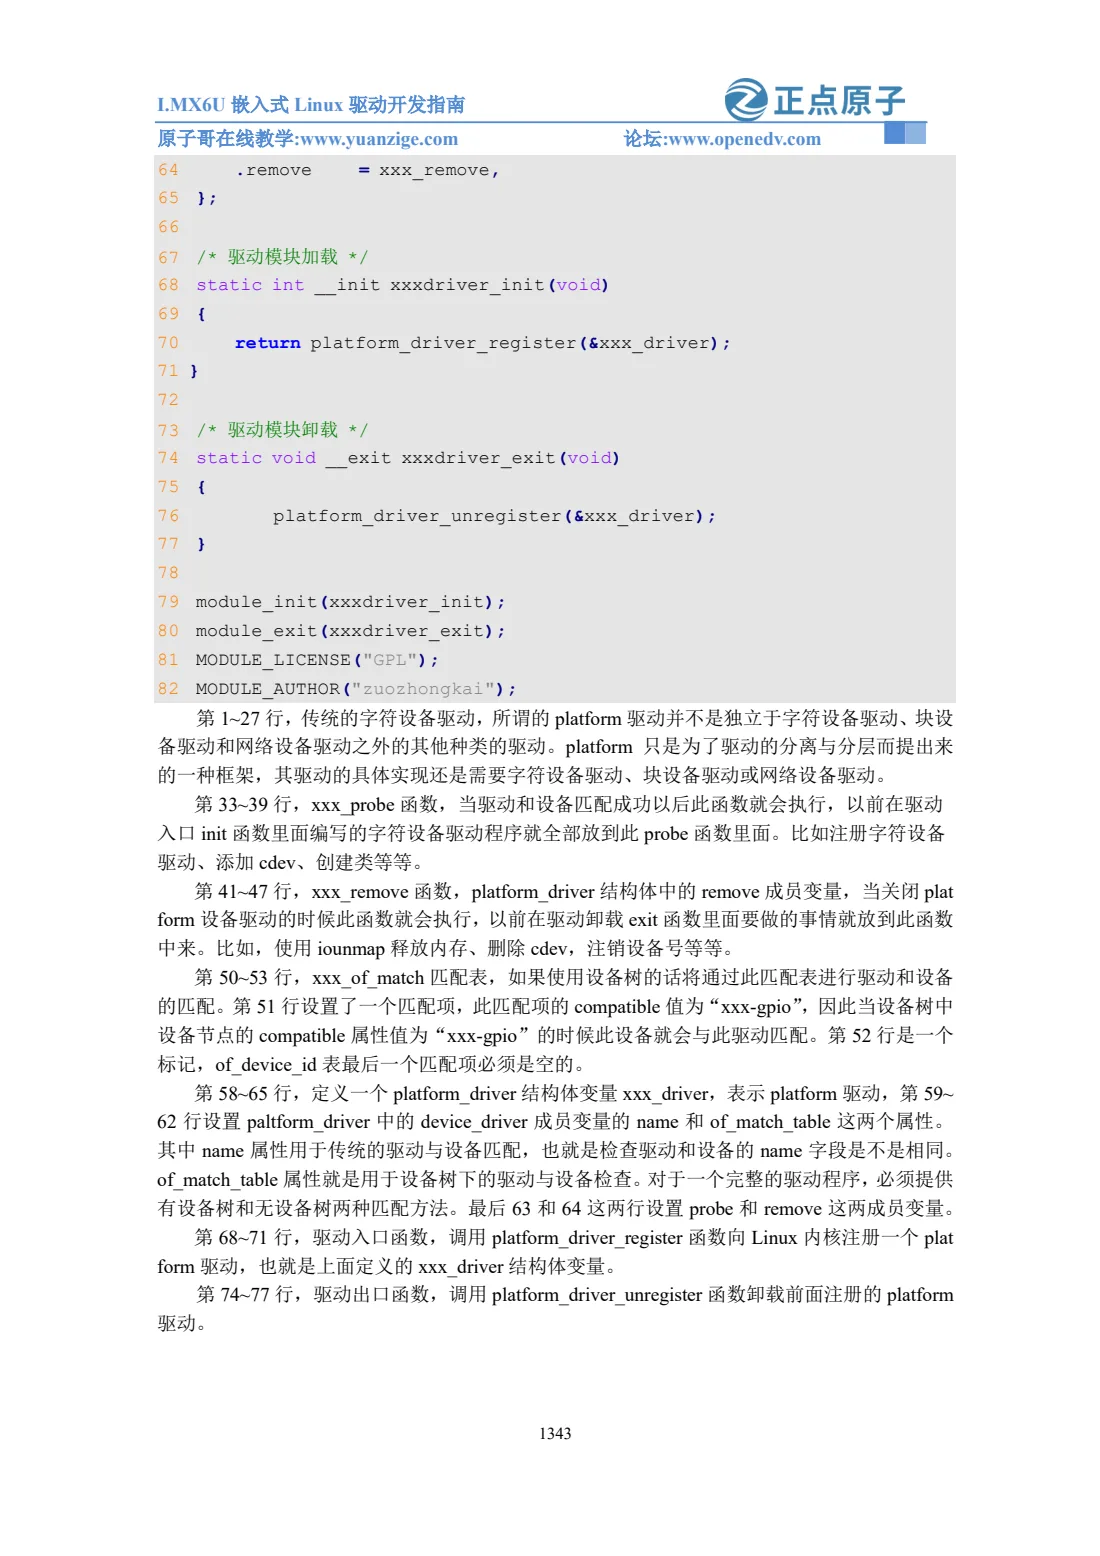 I.MX6U 嵌入式 Linux 驱动开发指南
正点原子
原子哥在线教学:www.yuanzige.com 论坛:www.openedv.com
64 .remove = xxx_remove,
65 };
66
67 /* 驱动模块加载 */
68 static int __init xxxdriver_init(void)
69 {
70 return platform_driver_register(&xxx_driver);
71 }
72
73 /* 驱动模块卸载 */
74 static void __exit xxxdriver_exit(void)
75 {
76 platform_driver_unregister(&xxx_driver);
77 }
78
79 module_init(xxxdriver_init);
80 module_exit(xxxdriver_exit);
81 MODULE_LICENSE("GPL");
82 MODULE_AUTHOR("zuozhongkai");
第 1~27 行，传统的字符设备驱动，所谓的 platform 驱动并不是独立于字符设备驱动、块设
备驱动和网络设备驱动之外的其他种类的驱动。platform 只是为了驱动的分离与分层而提出来
的一种框架，其驱动的具体实现还是需要字符设备驱动、块设备驱动或网络设备驱动。
第 33~39 行，xxx_probe 函数，当驱动和设备匹配成功以后此函数就会执行，以前在驱动
入口 init 函数里面编写的字符设备驱动程序就全部放到此 probe 函数里面。比如注册字符设备
驱动、添加 cdev、创建类等等。
第 41~47 行，xxx_remove 函数，platform_driver 结构体中的 remove 成员变量，当关闭 plat
form 设备驱动的时候此函数就会执行，以前在驱动卸载 exit 函数里面要做的事情就放到此函数
中来。比如，使用 iounmap 释放内存、删除 cdev，注销设备号等等。
第 50~53 行，xxx_of_match 匹配表，如果使用设备树的话将通过此匹配表进行驱动和设备
的匹配。第 51 行设置了一个匹配项，此匹配项的 compatible 值为“xxx-gpio”，因此当设备树中
设备节点的 compatible 属性值为“xxx-gpio”的时候此设备就会与此驱动匹配。第 52 行是一个
标记，of_device_id 表最后一个匹配项必须是空的。
第 58~65 行，定义一个 platform_driver 结构体变量 xxx_driver，表示 platform 驱动，第 59~
62 行设置 paltform_driver 中的 device_driver 成员变量的 name 和 of_match_table 这两个属性。
其中 name 属性用于传统的驱动与设备匹配，也就是检查驱动和设备的 name 字段是不是相同。
of_match_table 属性就是用于设备树下的驱动与设备检查。对于一个完整的驱动程序，必须提供
有设备树和无设备树两种匹配方法。最后 63 和 64 这两行设置 probe 和 remove 这两成员变量。
第 68~71 行，驱动入口函数，调用 platform_driver_register 函数向 Linux 内核注册一个 plat
form 驱动，也就是上面定义的 xxx_driver 结构体变量。
第 74~77 行，驱动出口函数，调用 platform_driver_unregister 函数卸载前面注册的 platform
驱动。
1343